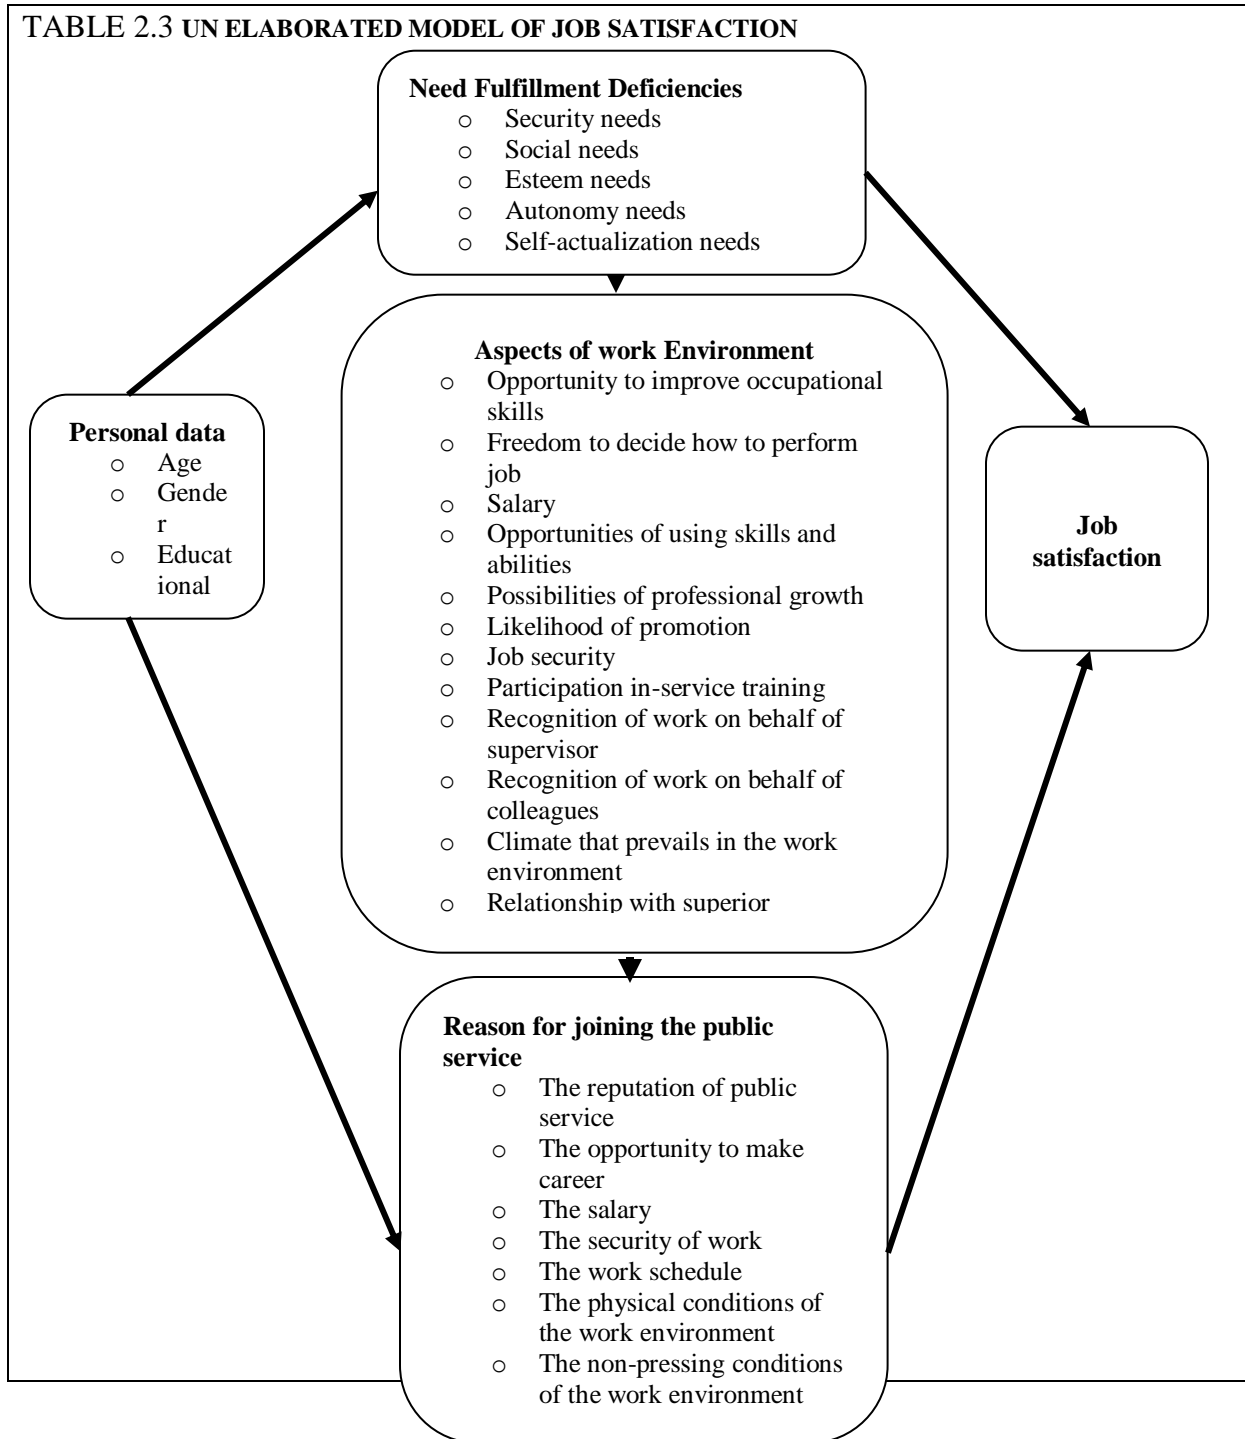 TABLE 2.3 UN ELABORATED MODEL OF JOB SATISFACTION
Need Fulfillment Deficiencies
o Security needs
o Social needs
o Esteem needs
o Autonomy needs
o Self-actualization needs
Aspects of work Environment
o Opportunity to improve occupational
skills
o Freedom to decide how to perform
job
o Salary
o Opportunities of using skills and
abilities
o Possibilities of professional growth
o Likelihood of promotion
o Job security
o Participation in-service training
o Recognition of work on behalf of
supervisor
o Recognition of work on behalf of
colleagues
o Climate that prevails in the work
environment
o Relationship with superior
Personal data
o Age
o Gende
r
o Educat
ional
Job
satisfaction
Reason for joining the public
service
o The reputation of public
service
o The opportunity to make
career
o The salary
o The security of work
o The work schedule
o The physical conditions of
the work environment
o The non-pressing conditions
of the work environment